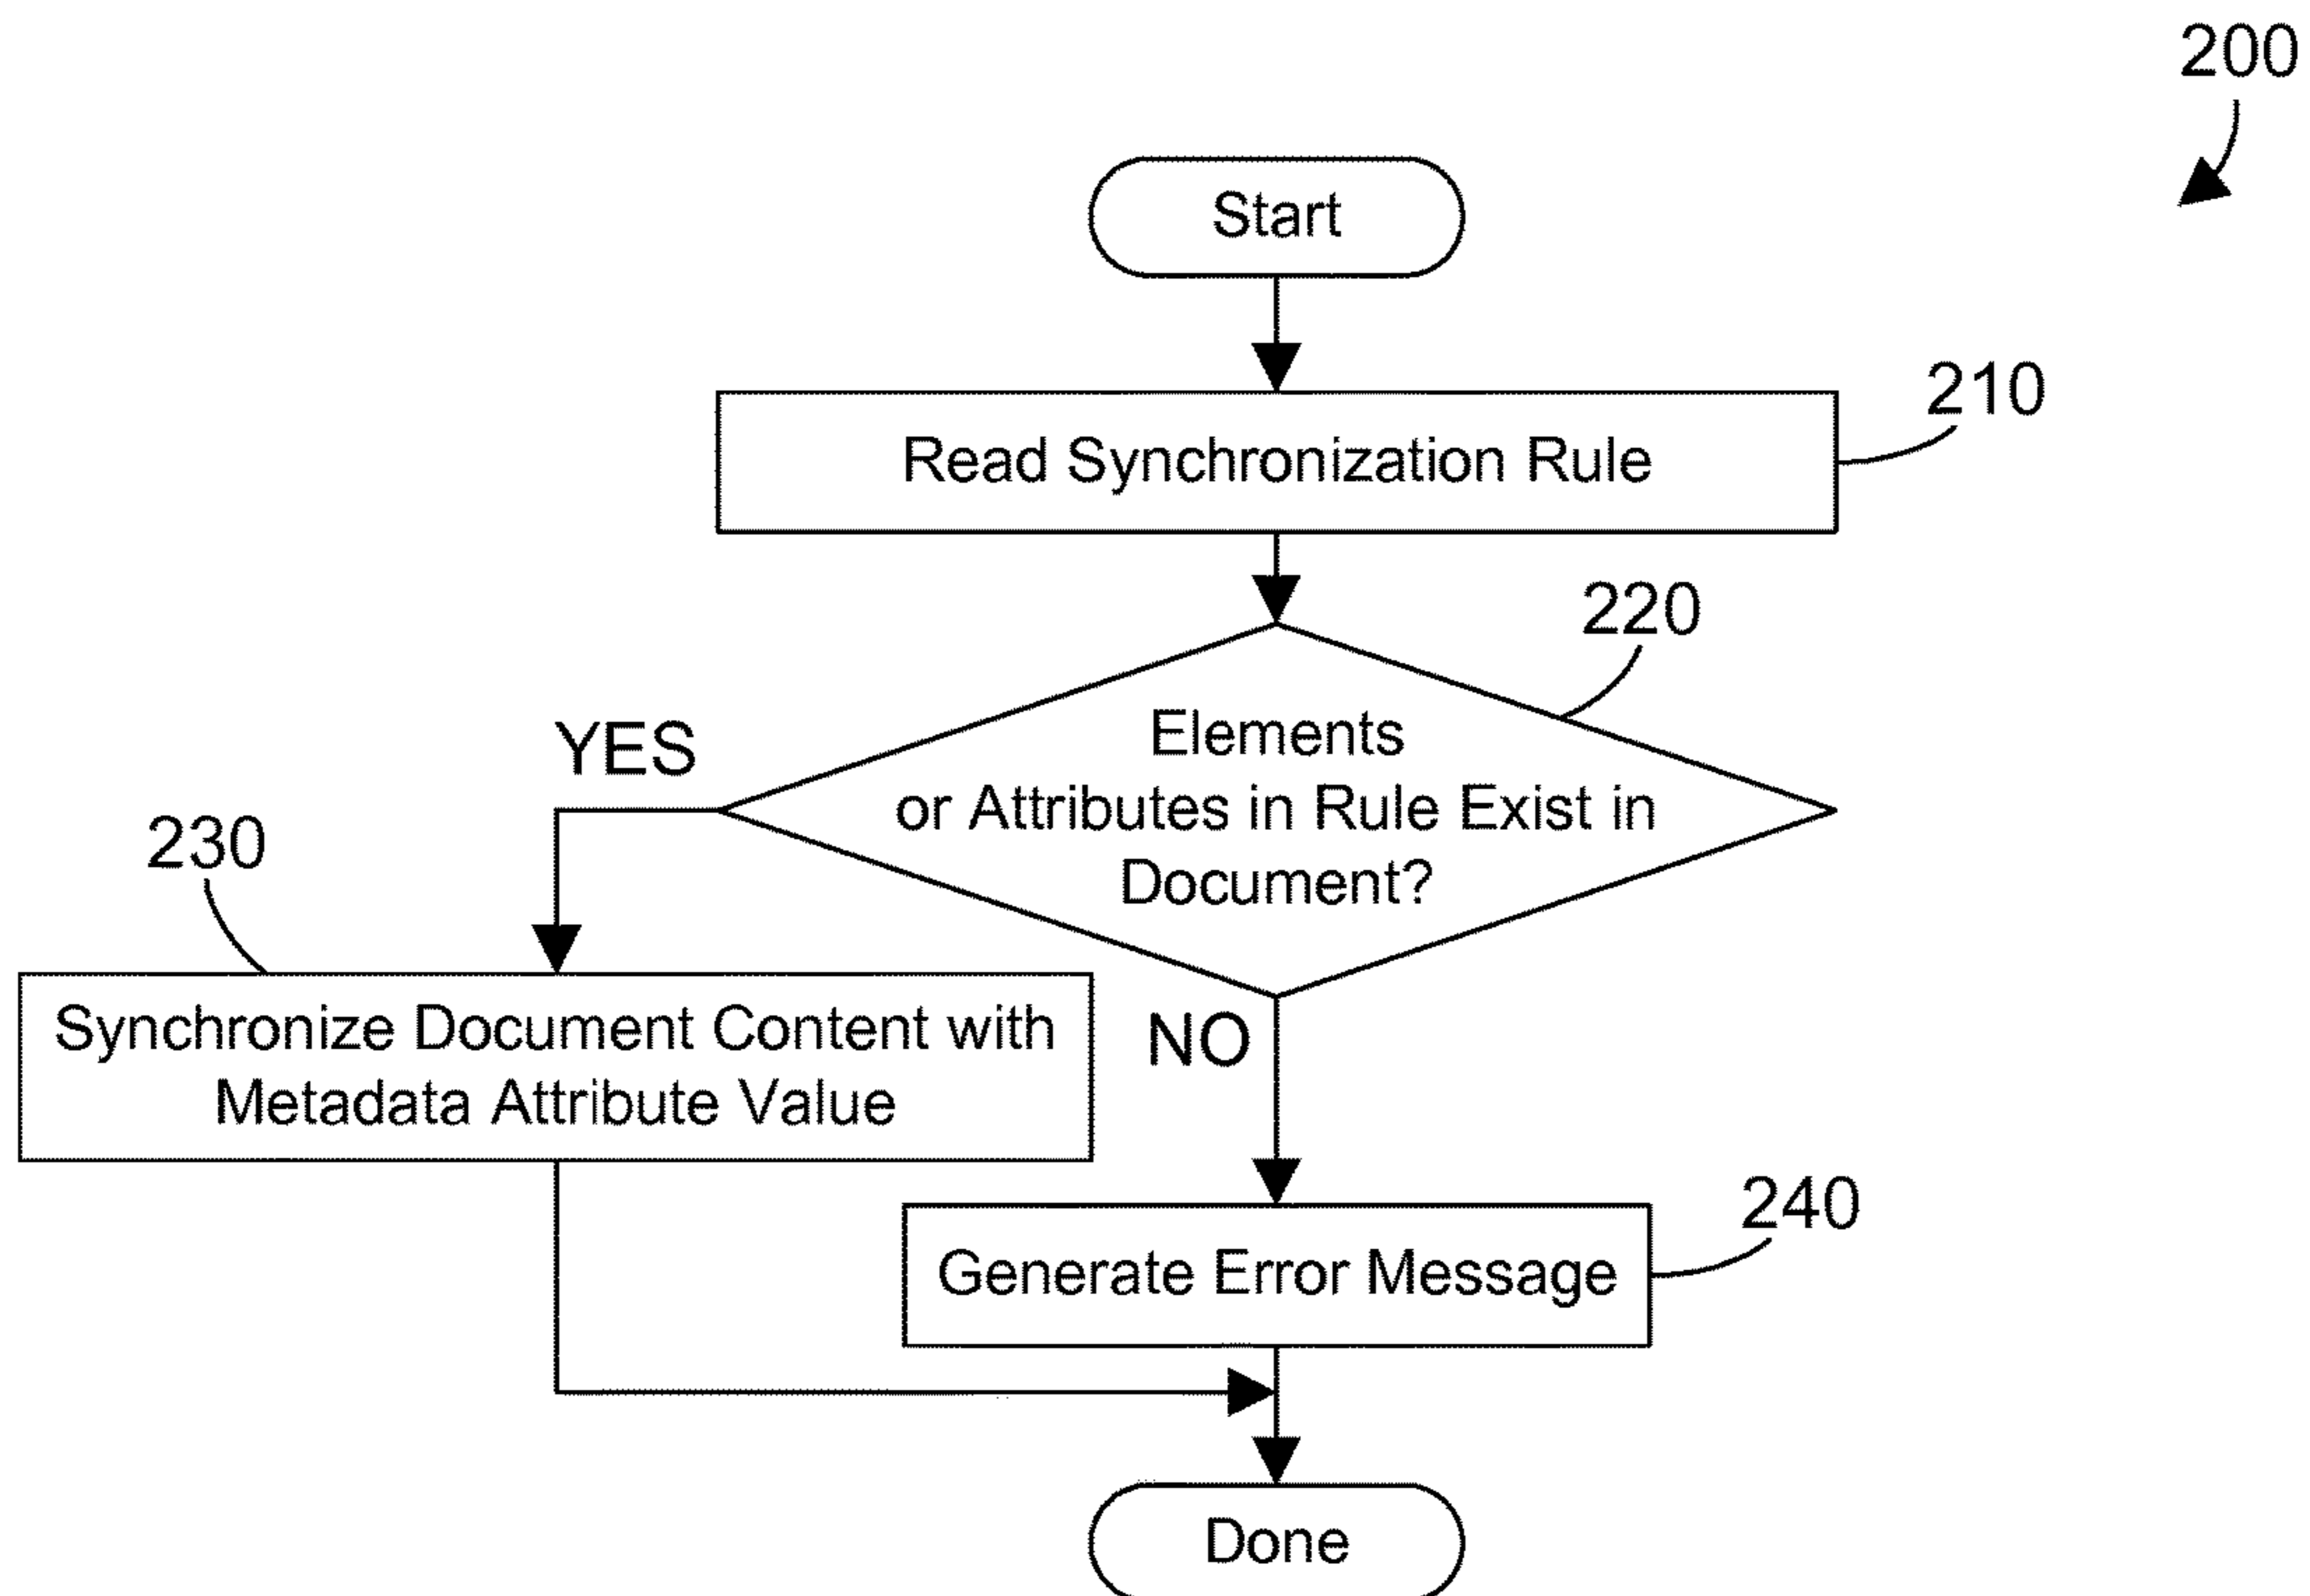 200
Start
210
Read Synchronization Rule
220
Elements
or Attributes in Rule Exist in
Document?
YES
230
Synchronize Document Content with
Metadata Attribute Value
NO
240
Generate Error Message
Done